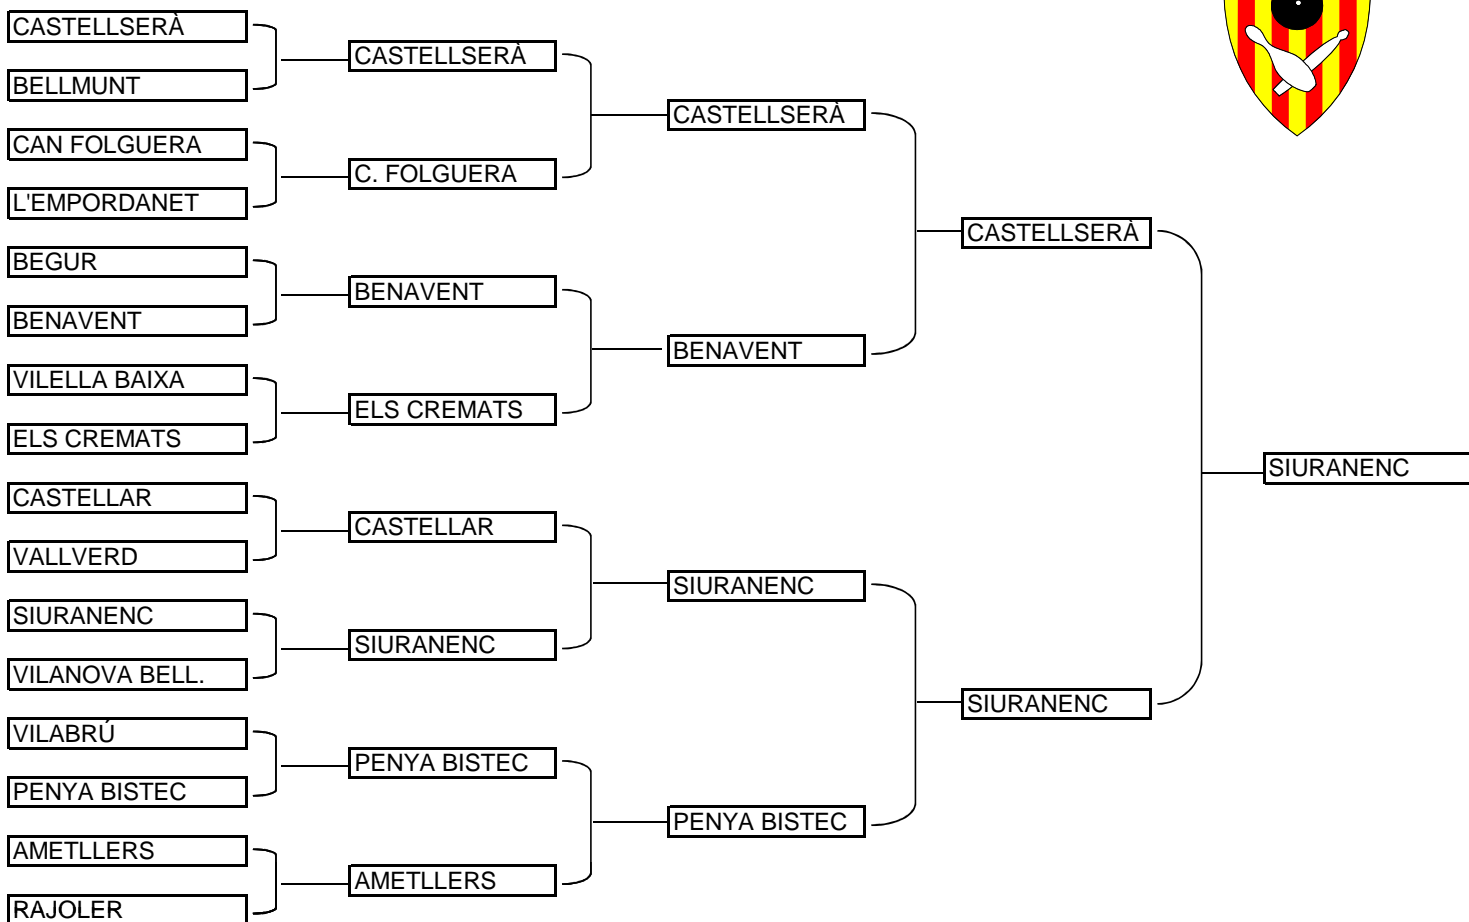 CASTELLSERÀ
BELLMUNT
CAN FOLGUERA
L'EMPORDANET
BEGUR
BENAVENT
VILELLA BAIXA
ELS CREMATS
CASTELLAR
VALLVERD
SIURANENC
VILANOVA BELL.
VILABRÚ
PENYA BISTEC
AMETLLERS
RAJOLER
CASTELLSERÀ
C. FOLGUERA
BENAVENT
ELS CREMATS
CASTELLAR
SIURANENC
PENYA BISTEC
AMETLLERS
CASTELLSERÀ
BENAVENT
SIURANENC
PENYA BISTEC
CASTELLSERÀ
SIURANENC
SIURANENC